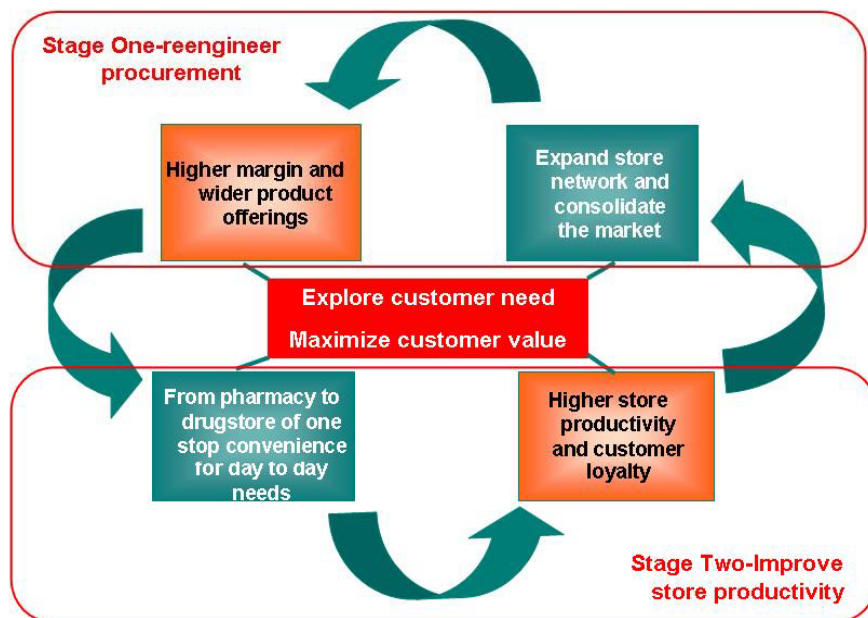 Stage One-reengineer
procurement
Higher margin and
wider product
offerings
Expand store
network and
consolidate
the market
Explore customer need
Maximize customer value
From pharmacy to
drugstore of one
stop convenience
for day to day
needs
Higher store
productivity
and customer
loyalty
Stage Two-Improve
store productivity